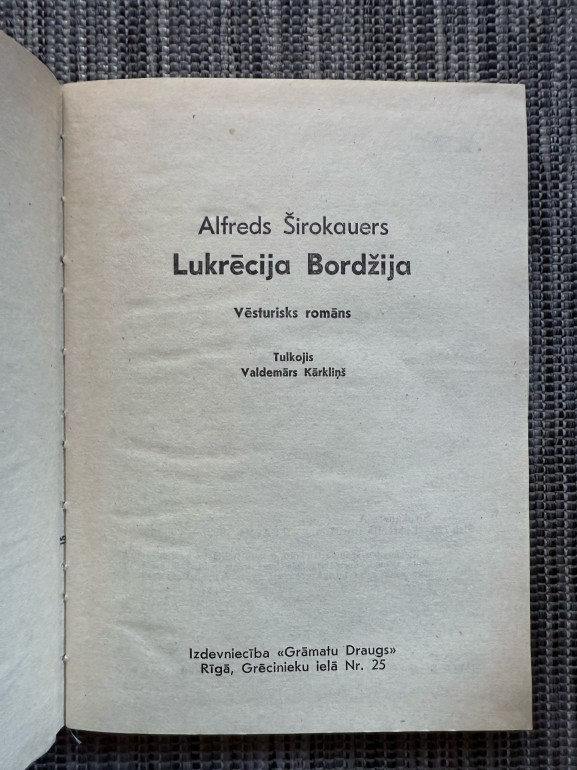 Alfreds Širokauers
Lukrēcija Bordžija
Vēsturisks romāns
Tulkojis
Valdemārs Kārkliņš
Izdevniecība «Grāmatu Draugs»
Rīgā, Grēcinieku ielā Nr. 25